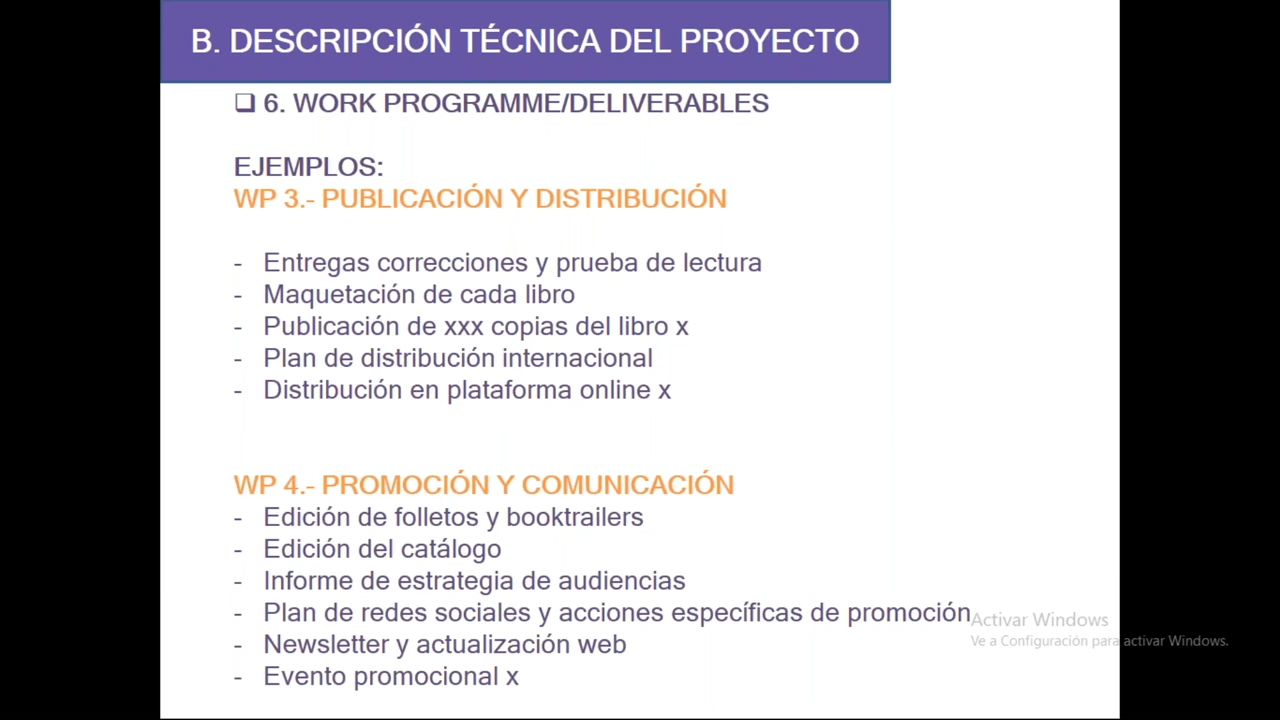 B. DESCRIPCIÓN TÉCNICA DEL PROYECTO
❑ 6. WORK PROGRAMME/DELIVERABLES
EJEMPLOS:
WP 3.- PUBLICACIÓN Y DISTRIBUCIÓN
- Entregas correcciones y prueba de lectura
- Maquetación de cada libro
- Publicación de xxx copias del libro x
- Plan de distribución internacional
- Distribución en plataforma online x
WP 4.- PROMOCIÓN Y COMUNICACIÓN
- Edición de folletos y booktrailers
- Edición del catálogo
- Informe de estrategia de audiencias
- Plan de redes sociales y acciones específicas de promoción
- Newsletter y actualización web
- Evento promocional x
Activar Windows
Ve a Configuración para activar Windows.